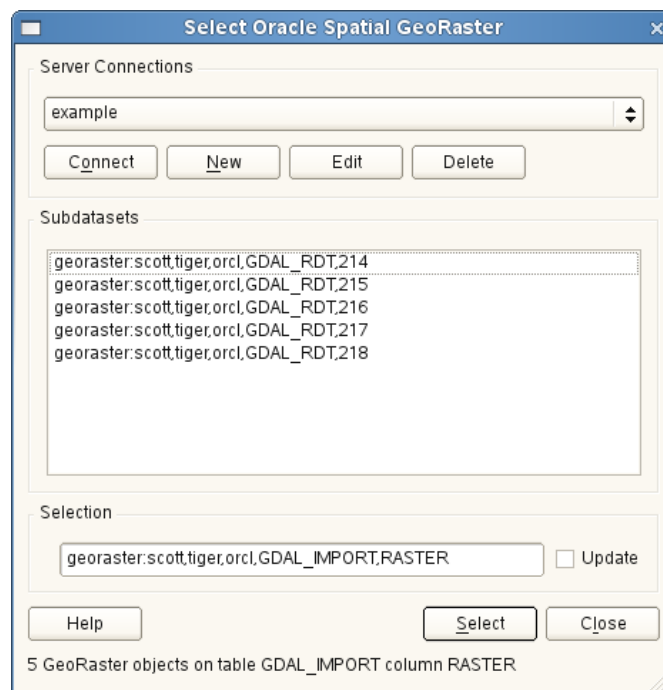 Select Oracle Spatial GeoRaster
Server Connections
example
Connect New Edit Delete
Subdatasets
georaster:scott,tiger,orcl,GDAL_RDT,214
georaster:scott,tiger,orcl,GDAL_RDT,215
georaster:scott,tiger,orcl,GDAL_RDT,216
georaster:scott,tiger,orcl,GDAL_RDT,217
georaster:scott,tiger,orcl,GDAL_RDT,218
Selection
georaster:scott,tiger,orcl,GDAL_IMPORT,RASTER Update
Help Select Close
5 GeoRaster objects on table GDAL_IMPORT column RASTER